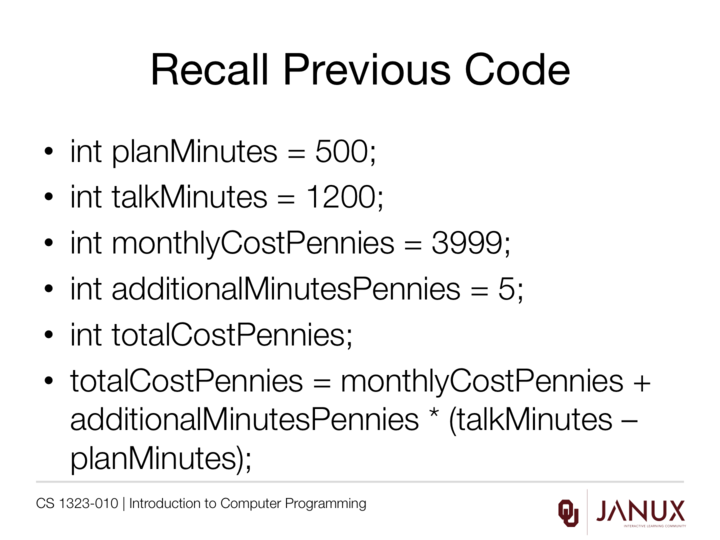 Recall Previous Code
• int planMinutes = 500;
• int talkMinutes = 1200;
• int monthlyCostPennies = 3999;
• int additionalMinutesPennies = 5;
• int totalCostPennies;
• totalCostPennies = monthlyCostPennies +
additionalMinutesPennies * (talkMinutes –
planMinutes);
CS 1323-010 | Introduction to Computer Programming
OU
JANUX
INTERACTIVE LEARNING COMMUNITY